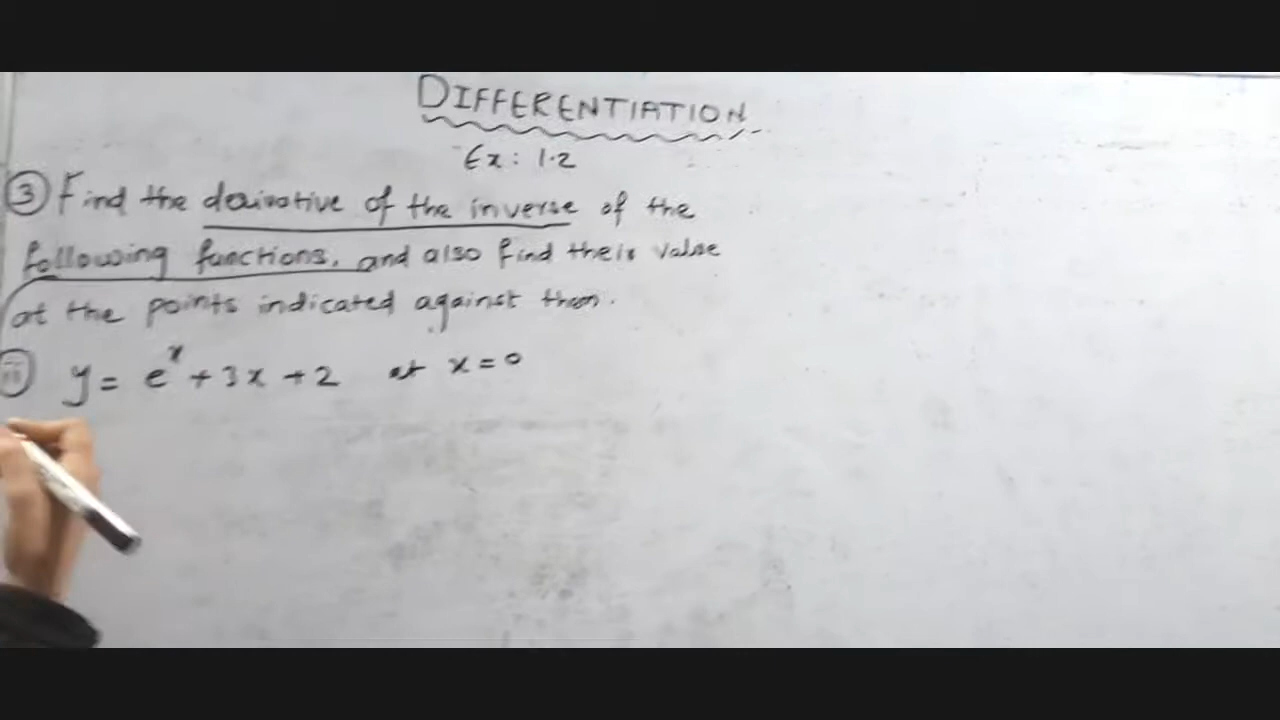 DIFFERENTIATION
Ex: 1.2
③ Find the derivative of the inverse of the
following functions, and also find their value
at the points indicated against them.
y = eˣ + 3x + 2 at x = 0